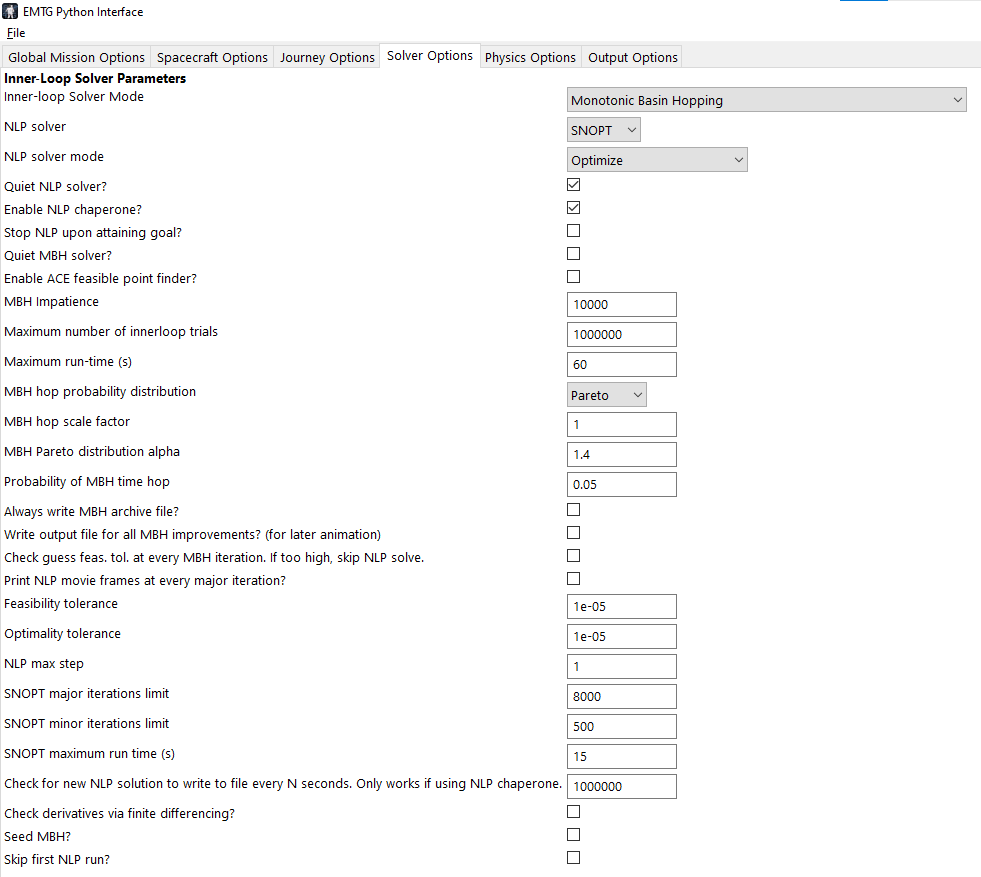 EMTG Python Interface
File
Global Mission Options Spacecraft Options Journey Options Solver Options Physics Options Output Options
Inner-Loop Solver Parameters
Inner-loop Solver Mode Monotonic Basin Hopping
NLP solver SNOPT
NLP solver mode Optimize
Quiet NLP solver?
Enable NLP chaperone?
Stop NLP upon attaining goal?
Quiet MBH solver?
Enable ACE feasible point finder?
MBH Impatience 10000
Maximum number of innerloop trials 1000000
Maximum run-time (s) 60
MBH hop probability distribution Pareto
MBH hop scale factor 1
MBH Pareto distribution alpha 1.4
Probability of MBH time hop 0.05
Always write MBH archive file?
Write output file for all MBH improvements? (for later animation)
Check guess feas. tol. at every MBH iteration. If too high, skip NLP solve.
Print NLP movie frames at every major iteration?
Feasibility tolerance 1e-05
Optimality tolerance 1e-05
NLP max step 1
SNOPT major iterations limit 8000
SNOPT minor iterations limit 500
SNOPT maximum run time (s) 15
Check for new NLP solution to write to file every N seconds. Only works if using NLP chaperone. 1000000
Check derivatives via finite differencing?
Seed MBH?
Skip first NLP run?